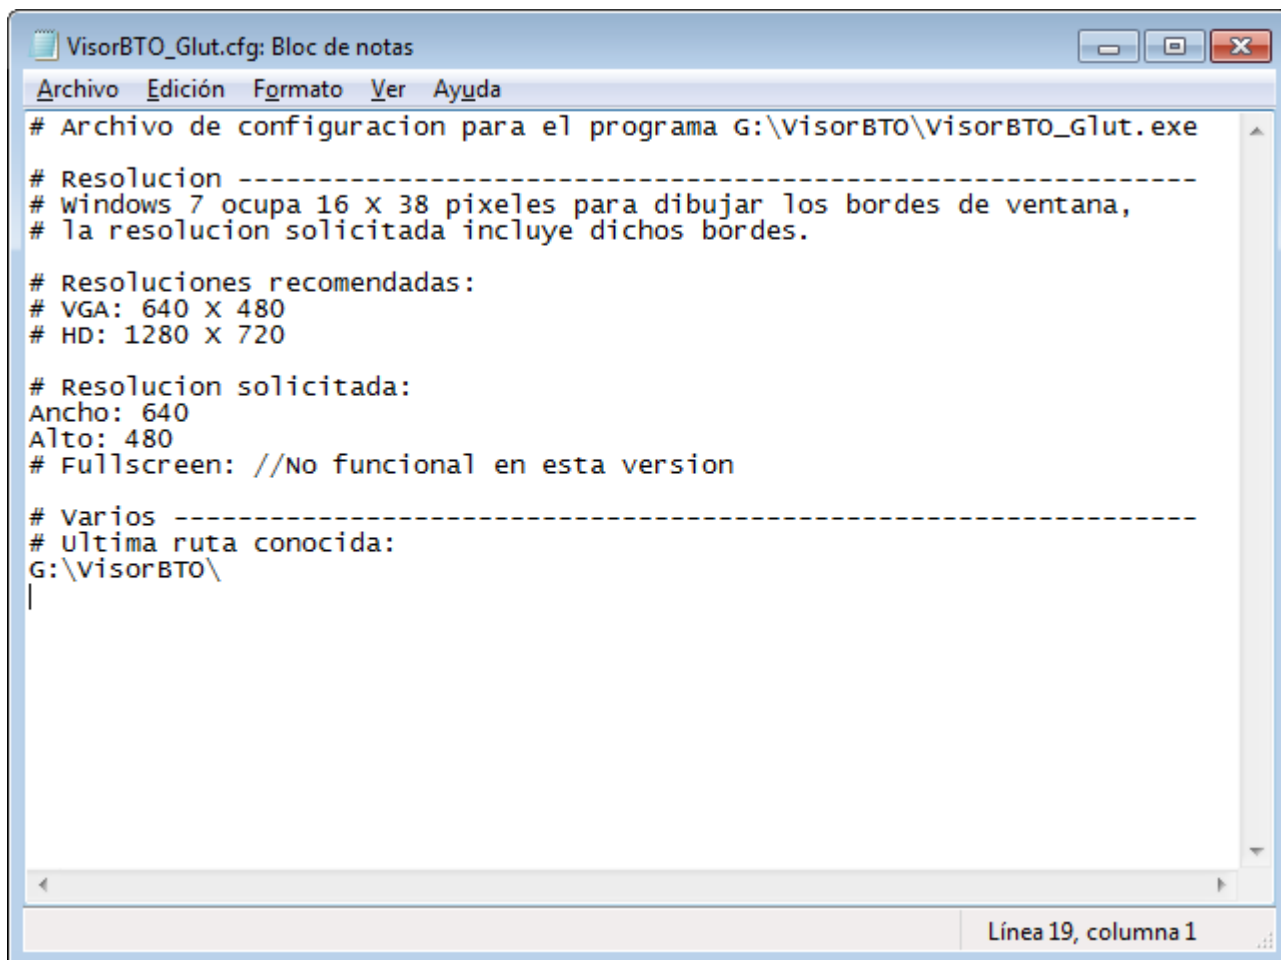 VisorBTO_Glut.cfg: Bloc de notas
Archivo Edición Formato Ver Ayuda
# Archivo de configuracion para el programa G:\VisorBTO\VisorBTO_Glut.exe
# Resolucion ------------------------------------------------------------
# Windows 7 ocupa 16 X 38 pixeles para dibujar los bordes de ventana,
# la resolucion solicitada incluye dichos bordes.
# Resoluciones recomendadas:
# VGA: 640 X 480
# HD: 1280 X 720
# Resolucion solicitada:
Ancho: 640
Alto: 480
# Fullscreen: //No funcional en esta version
# Varios ----------------------------------------------------------------
# Ultima ruta conocida:
G:\VisorBTO\
Línea 19, columna 1